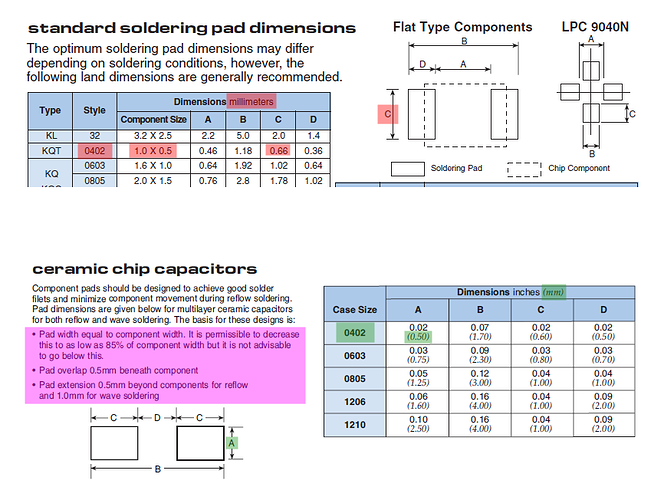 standard soldering pad dimensions
The optimum soldering pad dimensions may differ
depending on soldering conditions, however, the
following land dimensions are generally recommended.
Type Style Dimensions millimeters
Component Size A B C D
KL 32 3.2 X 2.5 2.2 5.0 2.0 1.4
KQT 0402 1.0 X 0.5 0.46 1.18 0.66 0.36
KQ 0603 1.6 X 1.0 0.64 1.92 1.02 0.64
0805 2.0 X 1.5 0.76 2.8 1.78 1.02
Flat Type Components
B
D A
C
Soldering Pad
Chip Component
LPC 9040N
A
C
B
ceramic chip capacitors
Component pads should be designed to achieve good solder
filets and minimize component movement during reflow soldering.
Pad dimensions are given below for multilayer ceramic capacitors
for both reflow and wave soldering. The basis for these designs is:
• Pad width equal to component width. It is permissible to decrease
this to as low as 85% of component width but it is not advisable
to go below this.
• Pad overlap 0.5mm beneath component
• Pad extension 0.5mm beyond components for reflow
and 1.0mm for wave soldering
C D C
A
B
Case Size Dimensions inches (mm)
A B C D
0402 0.02 0.07 0.02 0.02
(0.50) (1.70) (0.60) (0.50)
0603 0.03 0.09 0.03 0.03
(0.75) (2.30) (0.80) (0.70)
0805 0.05 0.12 0.04 0.04
(1.25) (3.00) (1.00) (1.00)
1206 0.06 0.16 0.04 0.09
(1.60) (4.00) (1.00) (2.00)
1210 0.10 0.16 0.04 0.09
(2.50) (4.00) (1.00) (2.00)